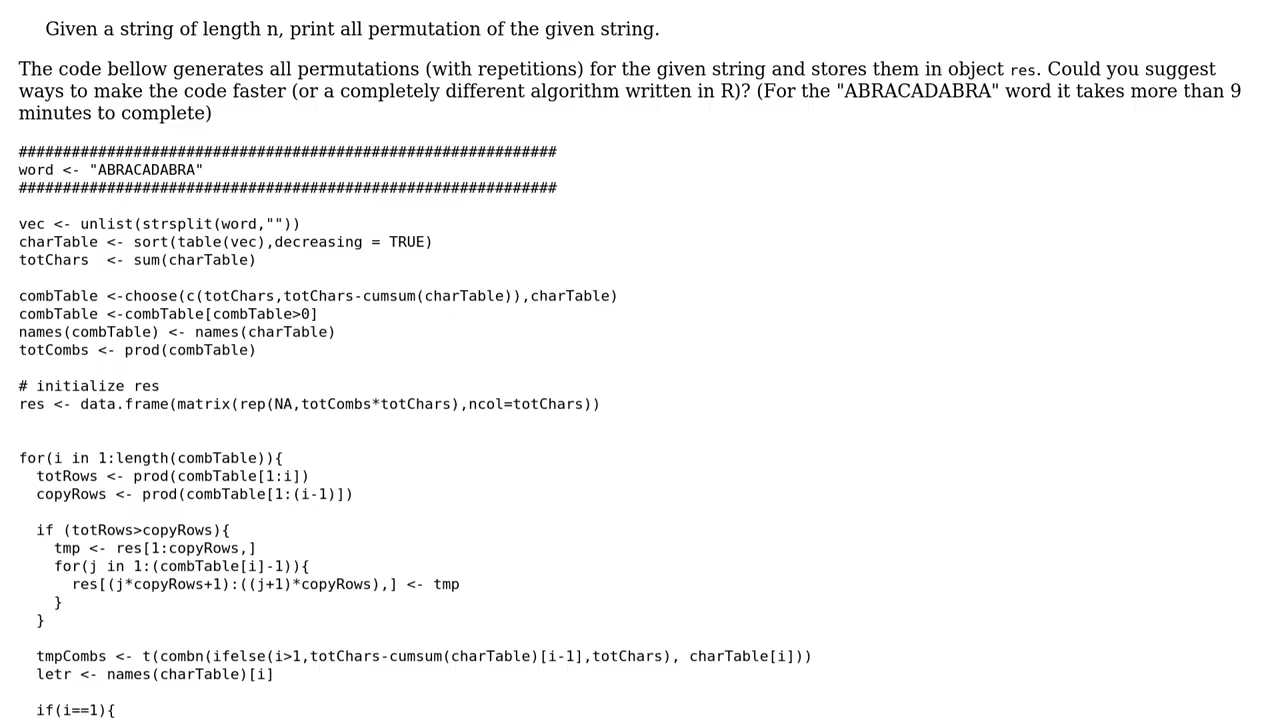 Given a string of length n, print all permutation of the given string.
The code bellow generates all permutations (with repetitions) for the given string and stores them in object res. Could you suggest
ways to make the code faster (or a completely different algorithm written in R)? (For the "ABRACADABRA" word it takes more than 9
minutes to complete)
#############################################################
word <- "ABRACADABRA"
#############################################################
vec <- unlist(strsplit(word,""))
charTable <- sort(table(vec),decreasing = TRUE)
totChars  <- sum(charTable)
combTable <-choose(c(totChars,totChars-cumsum(charTable)),charTable)
combTable <-combTable[combTable>0]
names(combTable) <- names(charTable)
totCombs <- prod(combTable)
# initialize res
res <- data.frame(matrix(rep(NA,totCombs*totChars),ncol=totChars))
for(i in 1:length(combTable)){
  totRows <- prod(combTable[1:i])
  copyRows <- prod(combTable[1:(i-1)])
  if (totRows>copyRows){
    tmp <- res[1:copyRows,]
    for(j in 1:(combTable[i]-1)){
      res[(j*copyRows+1):((j+1)*copyRows),] <- tmp
    }
  }
  tmpCombs <- t(combn(ifelse(i>1,totChars-cumsum(charTable)[i-1],totChars), charTable[i]))
  letr <- names(charTable)[i]
  if(i==1){